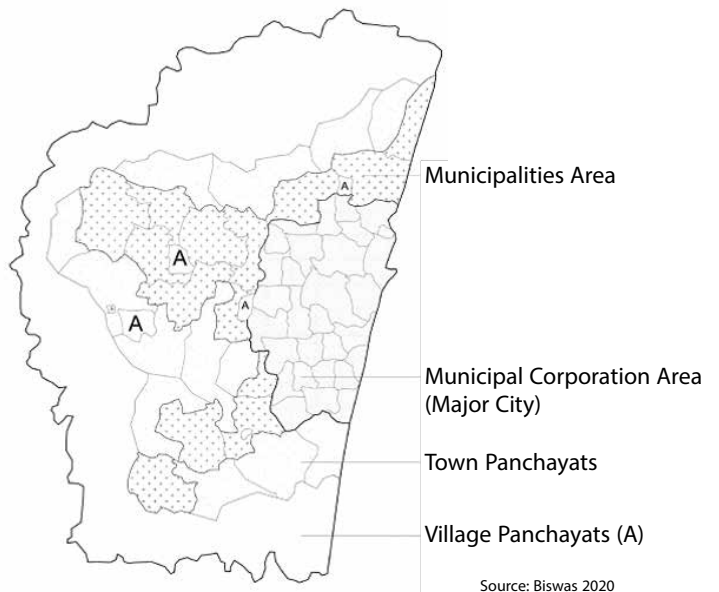 A
Municipalities Area
A
A
A
Municipal Corporation Area
(Major City)
Town Panchayats
Village Panchayats (A)
Source: Biswas 2020